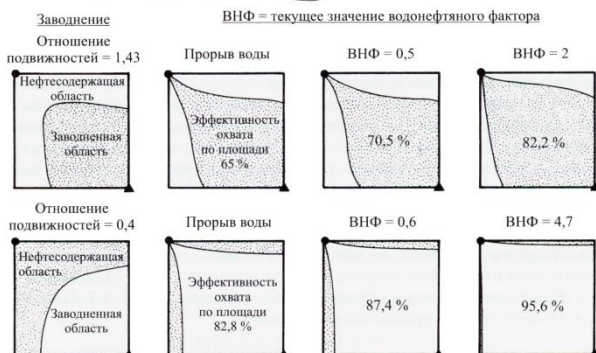 Заводнение
ВНФ = текущее значение водонефтяного фактора
Отношение
подвижностей = 1,43
Прорыв воды
ВНФ = 0,5
ВНФ = 2
Нефтесодержащая
область
Заводненная
область
Эффективность
охвата
по площади
65 %
70,5 %
82,2 %
Отношение
подвижностей = 0,4
Прорыв воды
ВНФ = 0,6
ВНФ = 4,7
Нефтесодержащая
область
Заводненная
область
Эффективность
охвата
по площади
82,8 %
87,4 %
95,6 %